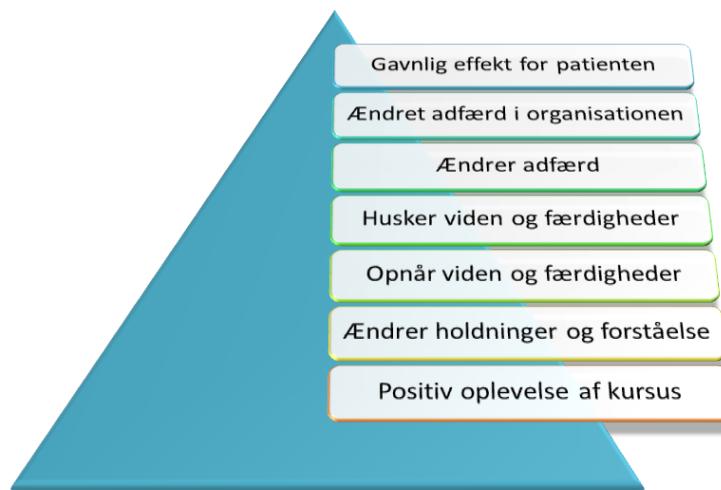 Gavnlig effekt for patienten
Ændret adfærd i organisationen
Ændrer adfærd
Husker viden og færdigheder
Opnår viden og færdigheder
Ændrer holdninger og forståelse
Positiv oplevelse af kursus